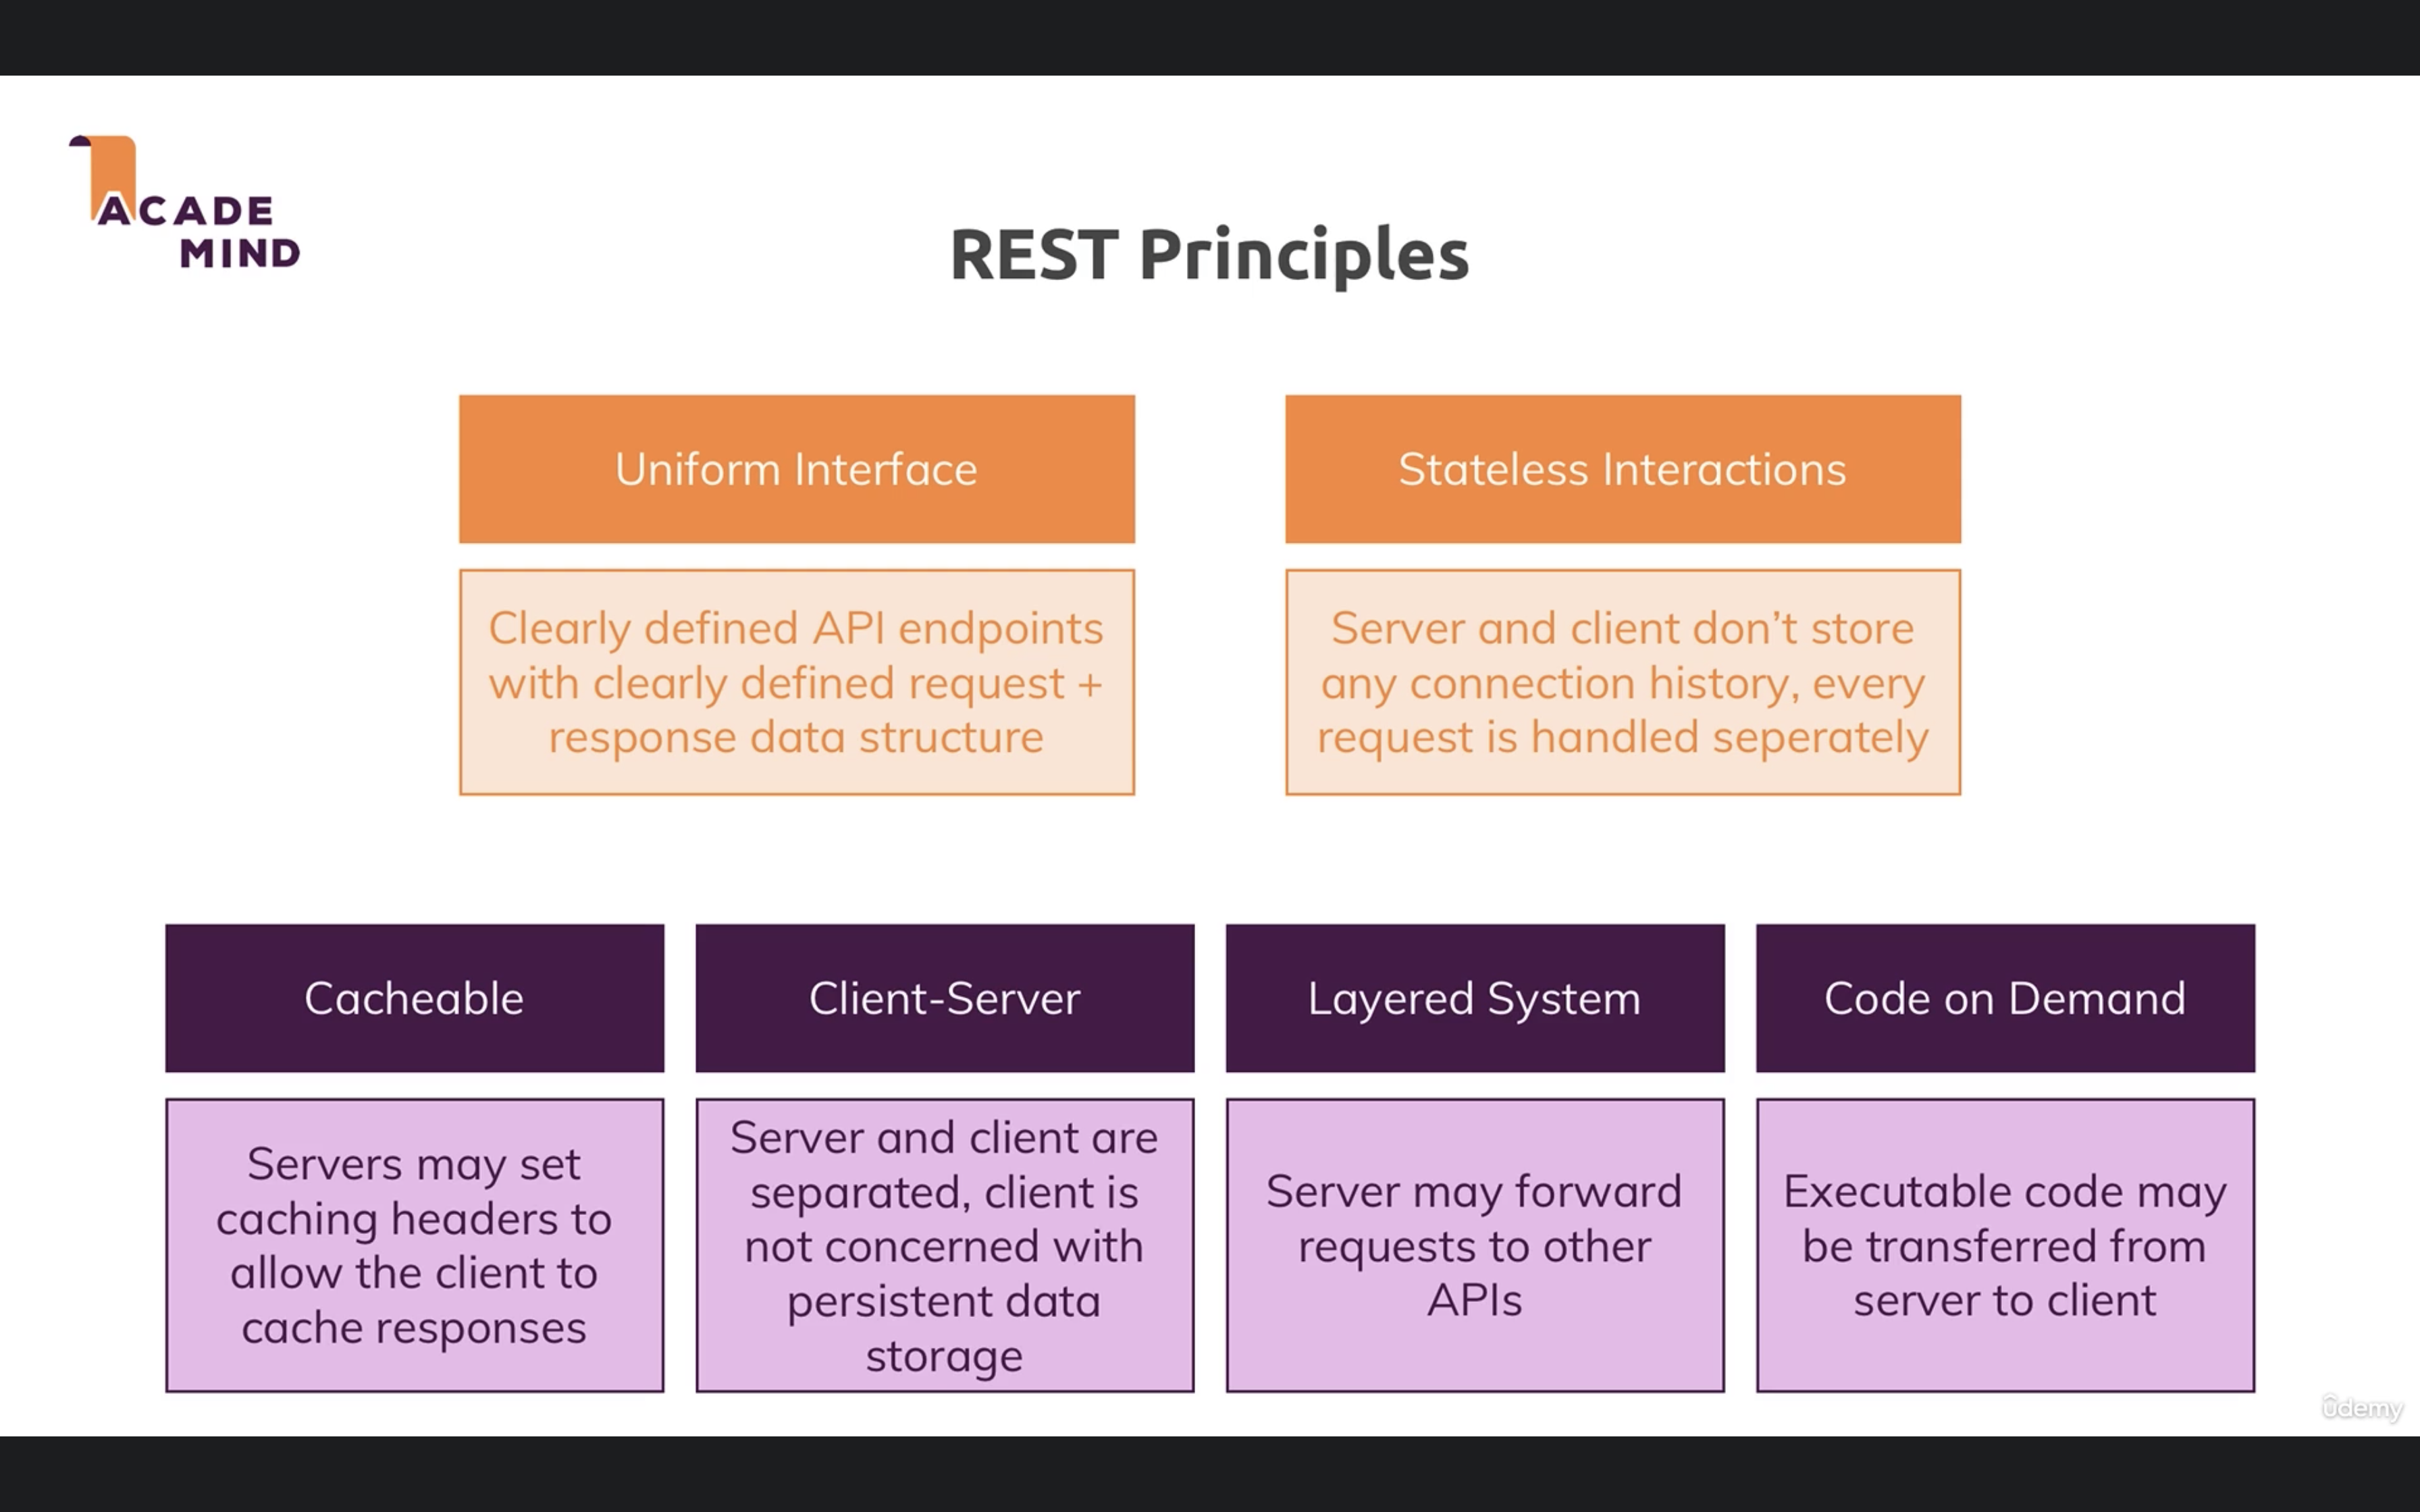 ACADE
MIND
REST Principles
Uniform Interface
Stateless Interactions
Clearly defined API endpoints
with clearly defined request +
response data structure
Server and client don’t store
any connection history, every
request is handled seperately
Cacheable
Client-Server
Layered System
Code on Demand
Servers may set
caching headers to
allow the client to
cache responses
Server and client are
separated, client is
not concerned with
persistent data
storage
Server may forward
requests to other
APIs
Executable code may
be transferred from
server to client
ûdemy